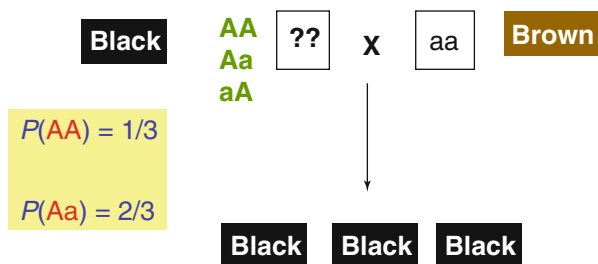 Black
AA
Aa
aA
??
X
aa
Brown
P(AA) = 1/3
P(Aa) = 2/3
Black Black Black